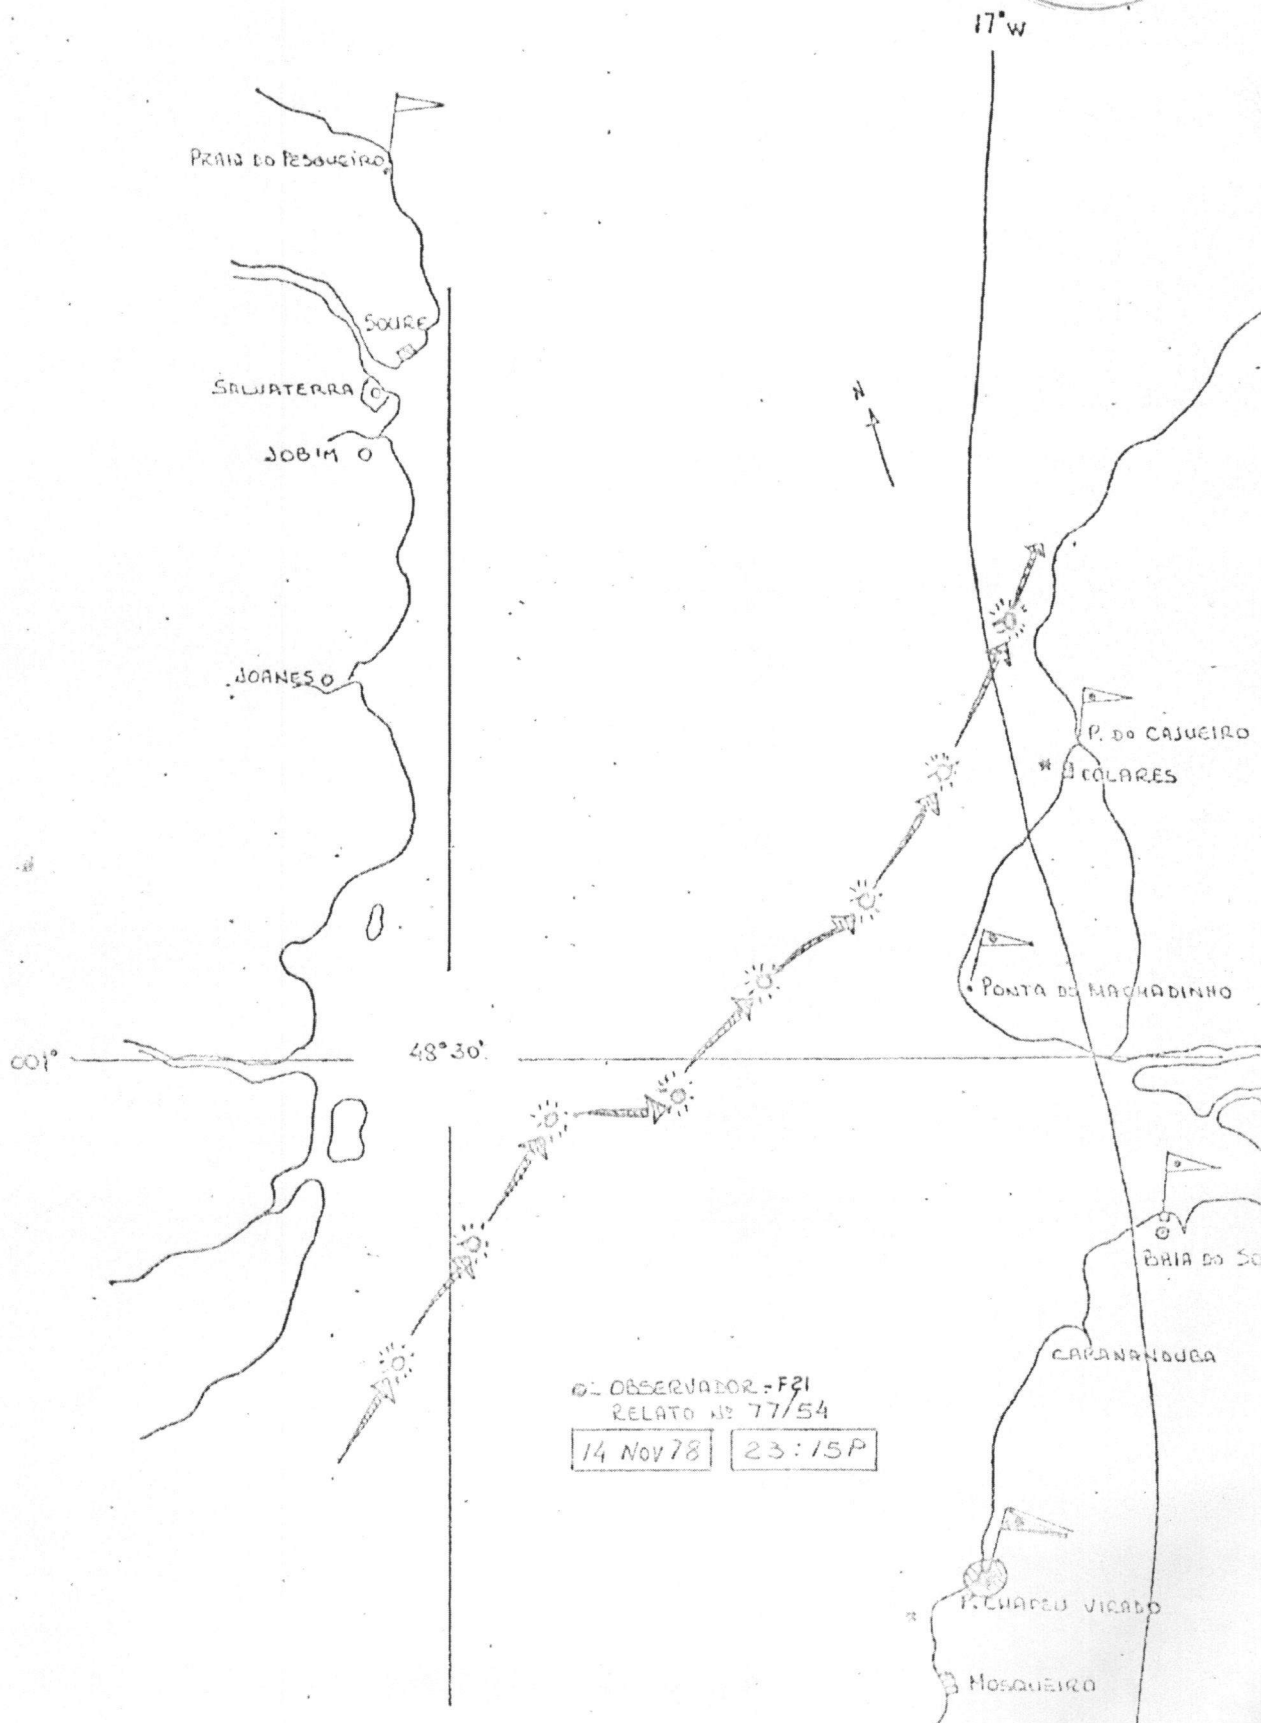 17°W
PRAIA DO PESQUEIRO
SOURE
SALVATERRA
N
JOBIM
JOANES
P. DO CAJUEIRO
COLARES
PONTA DO MACHADINHO
001°
48°30'
BAIA DO SO
CARANANDUBA
O- OBSERVADOR - F21
RELATO Nº 77/54
14 NOV 78
23:15P
P. CHAPEU VIRADO
MOSQUEIRO